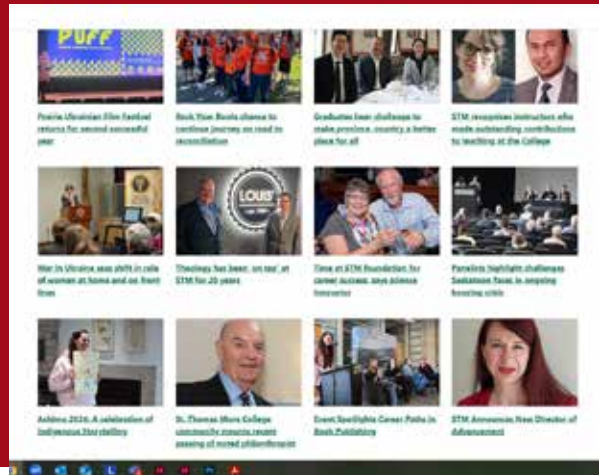 PUFF
LOUIS'
Prairie Ukrainian Film Festival
returns for second successful
year
Rock Your Roots chance to
continue journey on road to
reconciliation
Graduates hear challenge to
make province, country a better
place for all
STM recognizes instructors who
made outstanding contributions
to teaching at the College
War in Ukraine sees shift in role
of women at home and on front
lines
Theology has been 'on tap' at
STM for 20 years
Time at STM foundation for
career success, says science
innovator
Panelists highlight challenges
Saskatoon faces in ongoing
housing crisis
Achimo 2024: A celebration of
Indigenous Storytelling
St. Thomas More College
community mourns recent
passing of noted philanthropist
Event Spotlights Career Paths in
Book Publishing
STM Announces New Director of
Advancement